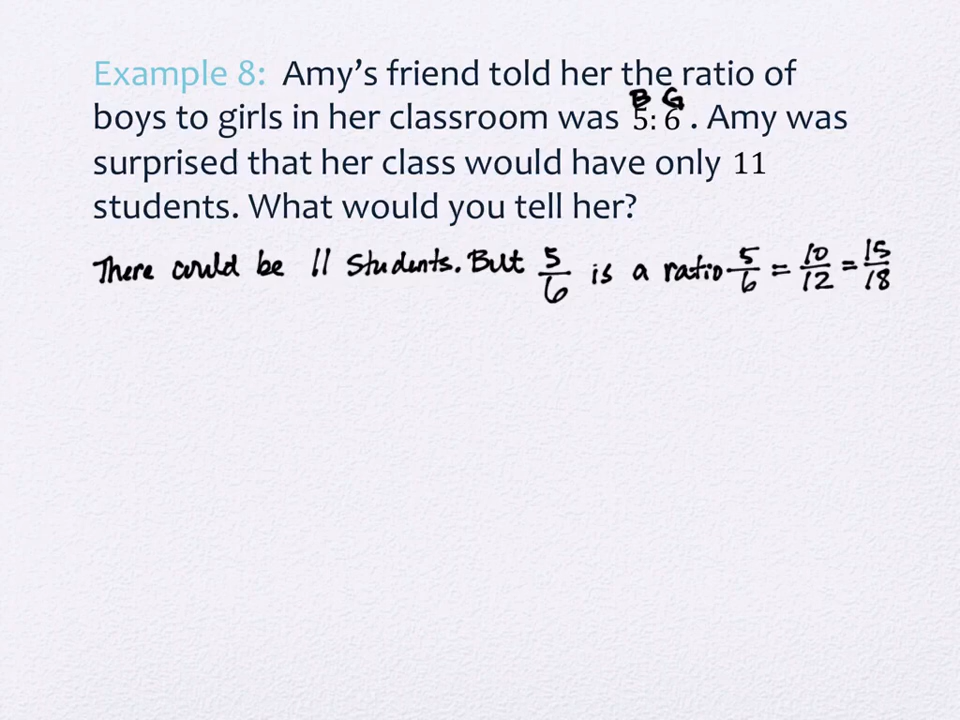 Example 8: Amy's friend told her the ratio of
B G
boys to girls in her classroom was 5:6. Amy was
surprised that her class would have only 11
students. What would you tell her?
There could be 11 students. But 5/6 is a ratio 5/6 = 10/12 = 15/18